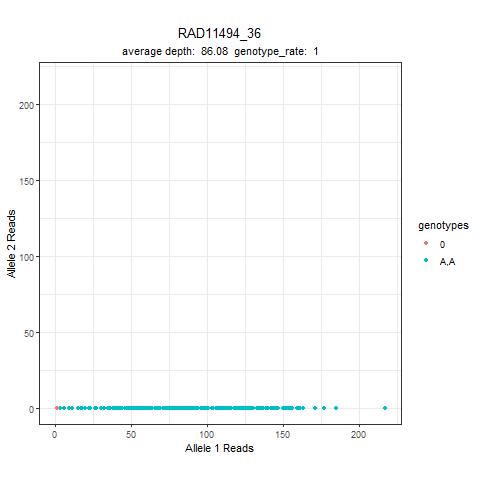 RAD11494_36
average depth: 86.08 genotype_rate: 1
200
150
100
50
0
Allele 2 Reads
0 50 100 150 200
Allele 1 Reads
genotypes
0
A,A